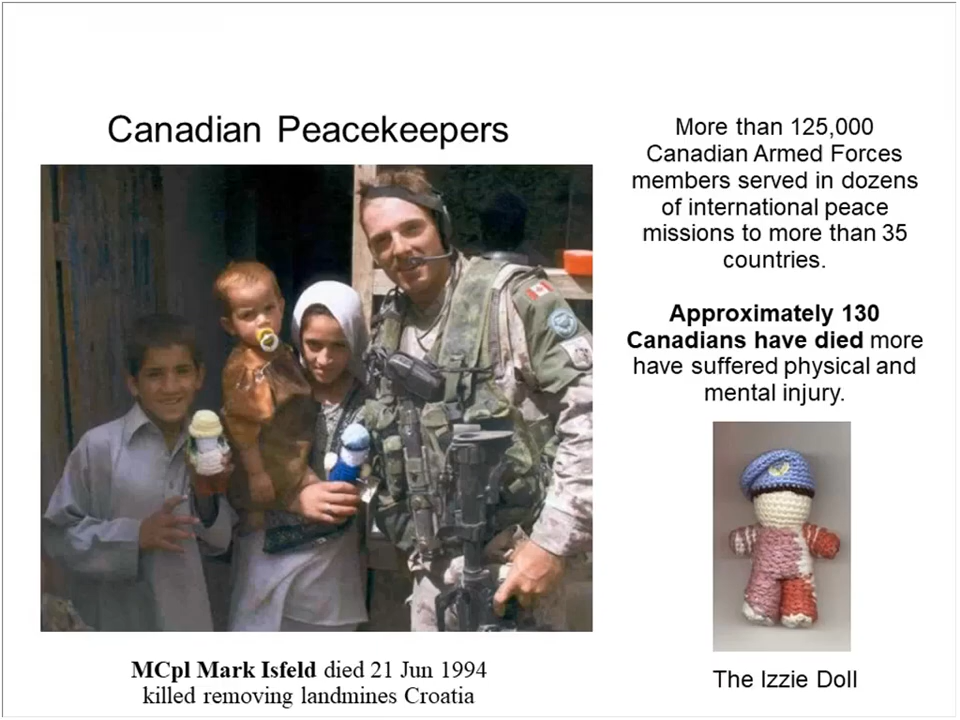 Canadian Peacekeepers
More than 125,000
Canadian Armed Forces
members served in dozens
of international peace
missions to more than 35
countries.
Approximately 130
Canadians have died more
have suffered physical and
mental injury.
MCpl Mark Isfeld died 21 Jun 1994
killed removing landmines Croatia
The Izzie Doll